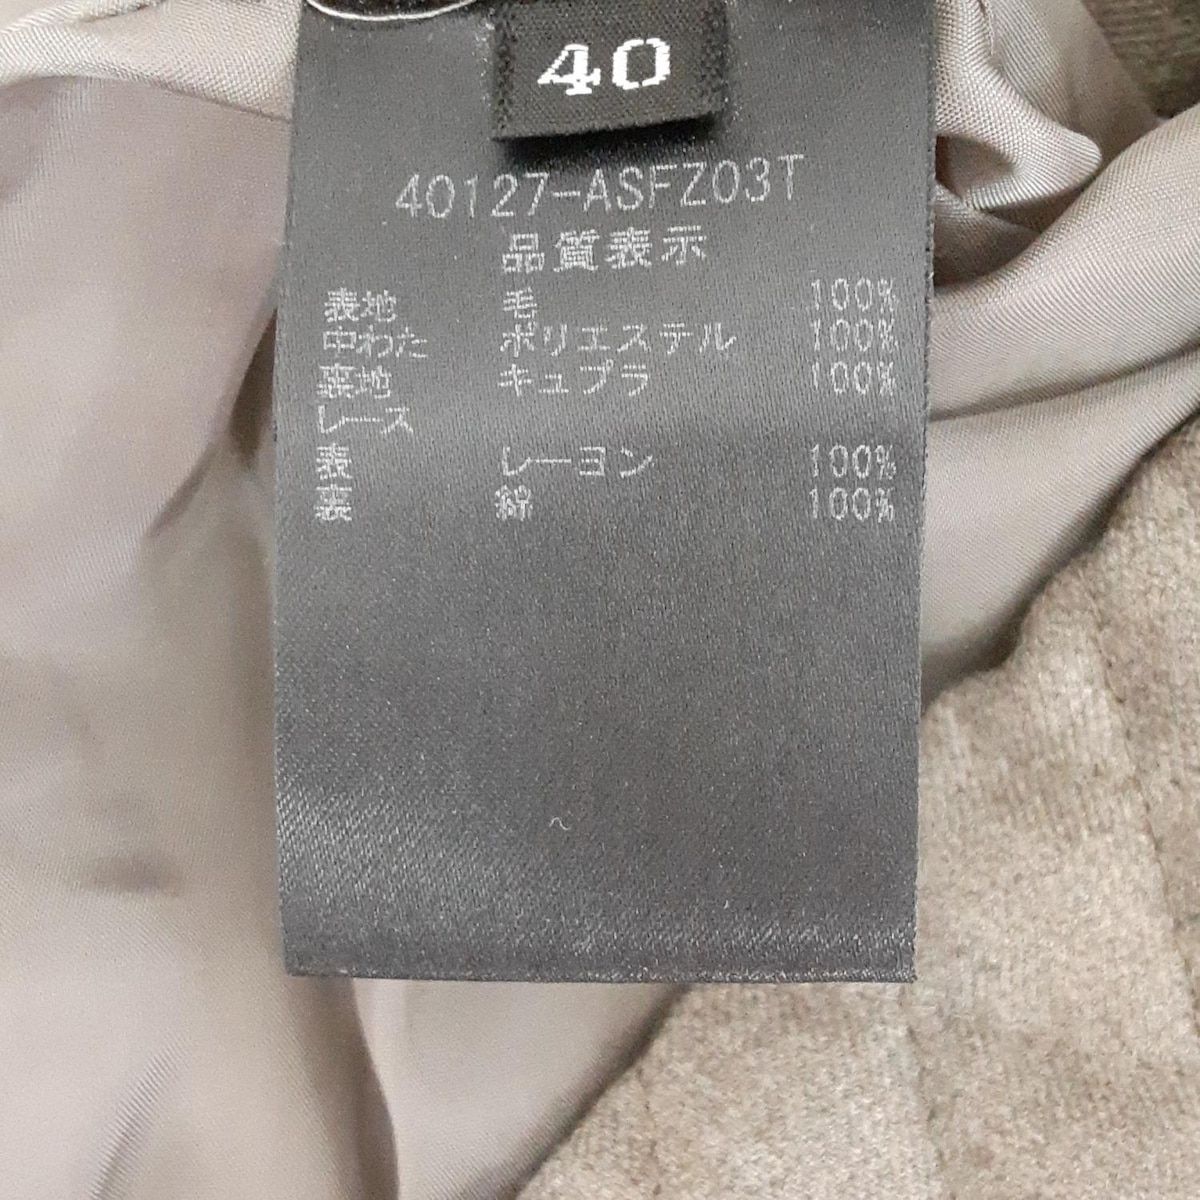 40
40127-ASFZ03T
品質表示
表地 毛 100%
中わた ポリエステル 100%
裏地 キュプラ 100%
レース
表 レーヨン 100%
裏 綿 100%